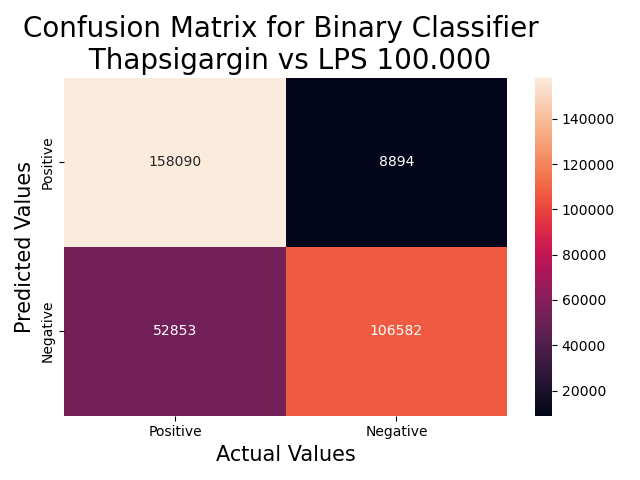 Confusion Matrix for Binary Classifier
Thapsigargin vs LPS 100.000
Predicted Values
Positive
Negative
158090
8894
52853
106582
Positive
Negative
Actual Values
140000
120000
100000
80000
60000
40000
20000